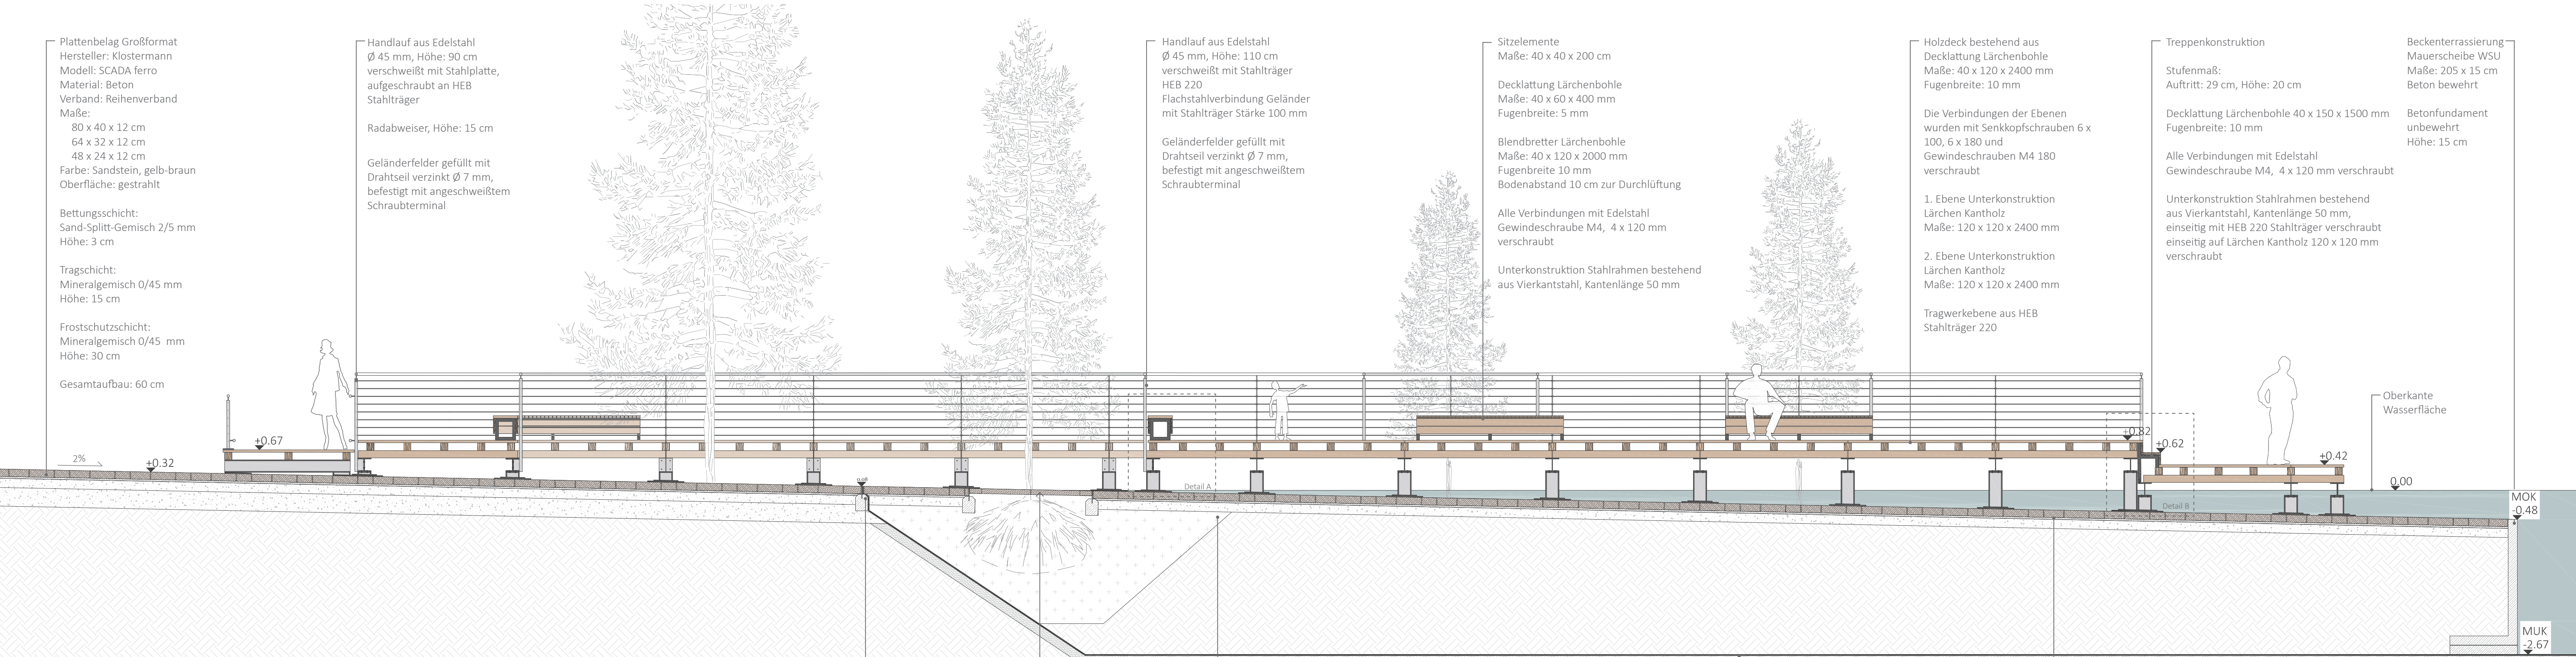 Plattenbelag Großformat
Hersteller: Klostermann
Modell: SCADA ferro
Material: Beton
Verband: Reihenverband
Maße:
80 x 40 x 12 cm
64 x 32 x 12 cm
48 x 24 x 12 cm
Farbe: Sandstein, gelb-braun
Oberfläche: gestrahlt
Bettungsschicht:
Sand-Splitt-Gemisch 2/5 mm
Höhe: 3 cm
Tragschicht:
Mineralgemisch 0/45 mm
Höhe: 15 cm
Frostschutzschicht:
Mineralgemisch 0/45 mm
Höhe: 30 cm
Gesamtaufbau: 60 cm
Handlauf aus Edelstahl
Ø 45 mm, Höhe: 90 cm
verschweißt mit Stahlplatte,
aufgeschraubt an HEB
Stahlträger
Radabweiser, Höhe: 15 cm
Geländerfelder gefüllt mit
Drahtseil verzinkt Ø 7 mm,
befestigt mit angeschweißtem
Schraubterminal
Handlauf aus Edelstahl
Ø 45 mm, Höhe: 110 cm
verschweißt mit Stahlträger
HEB 220
Flachstahlverbindung Geländer
mit Stahlträger Stärke 100 mm
Geländerfelder gefüllt mit
Drahtseil verzinkt Ø 7 mm,
befestigt mit angeschweißtem
Schraubterminal
Sitzelemente
Maße: 40 x 40 x 200 cm
Decklattung Lärchenbohle
Maße: 40 x 60 x 400 mm
Fugenbreite: 5 mm
Blendbretter Lärchenbohle
Maße: 40 x 120 x 2000 mm
Fugenbreite 10 mm
Bodenabstand 10 cm zur Durchlüftung
Alle Verbindungen mit Edelstahl
Gewindeschraube M4, 4 x 120 mm
verschraubt
Unterkonstruktion Stahlrahmen bestehend
aus Vierkantstahl, Kantenlänge 50 mm
Holzdeck bestehend aus
Decklattung Lärchenbohle
Maße: 40 x 120 x 2400 mm
Fugenbreite: 10 mm
Die Verbindungen der Ebenen
wurden mit Senkkopfschrauben 6 x
100, 6 x 180 und
Gewindeschrauben M4 180
verschraubt
1. Ebene Unterkonstruktion
Lärchen Kantholz
Maße: 120 x 120 x 2400 mm
2. Ebene Unterkonstruktion
Lärchen Kantholz
Maße: 120 x 120 x 2400 mm
Tragwerkebene aus HEB
Stahlträger 220
Treppenkonstruktion
Stufenmaß:
Auftritt: 29 cm, Höhe: 20 cm
Decklattung Lärchenbohle 40 x 150 x 1500 mm
Fugenbreite: 10 mm
Alle Verbindungen mit Edelstahl
Gewindeschraube M4, 4 x 120 mm verschraubt
Unterkonstruktion Stahlrahmen bestehend
aus Vierkantstahl, Kantenlänge 50 mm,
einseitig mit HEB 220 Stahlträger verschraubt
einseitig auf Lärchen Kantholz 120 x 120 mm
verschraubt
Beckenterrassierung
Mauerscheibe WSU
Maße: 205 x 15 cm
Beton bewehrt
Betonfundament
unbewehrt
Höhe: 15 cm
Oberkante
Wasserfläche
2%
+0.32
+0.67
Detail A
+0.82
+0.62
+0.42
Detail B
0.00
MOK
-0.48
MUK
-2.67